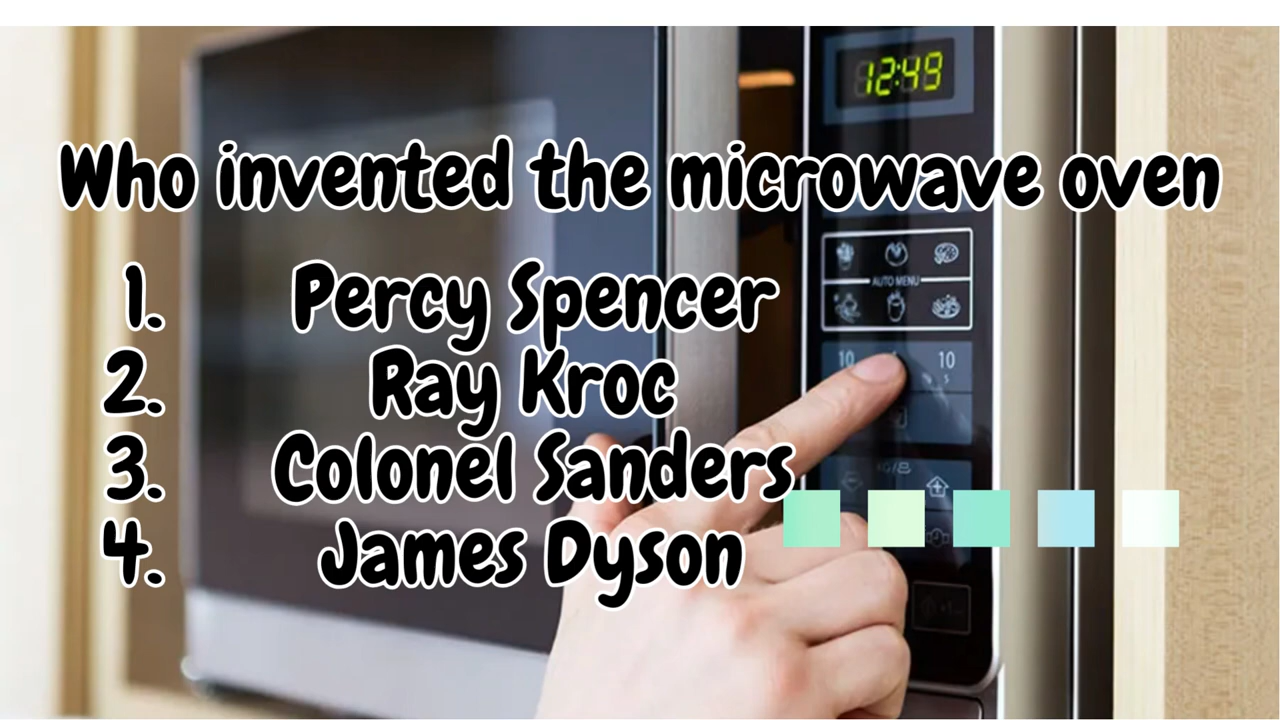 12:49
Who invented the microwave oven
1. Percy Spencer
2. Ray Kroc
3. Colonel Sanders
4. James Dyson
AUTO MENU
10 10